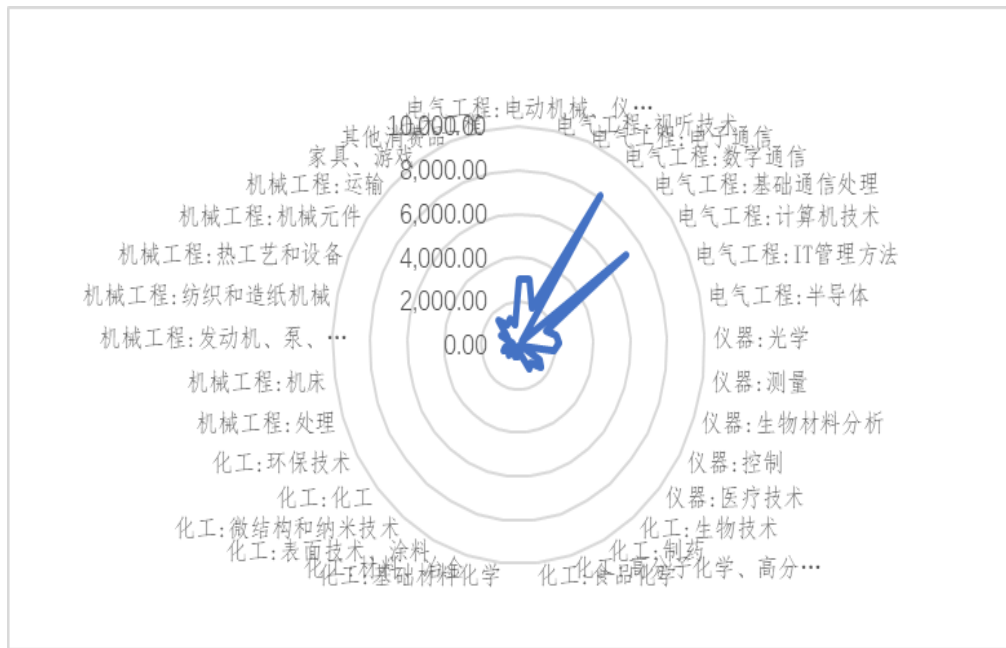 电气工程:电动机械、仪…
电气工程:视听技术
电气工程:电子通信
电气工程:数字通信
电气工程:基础通信处理
电气工程:计算机技术
电气工程:IT管理方法
电气工程:半导体
仪器:光学
仪器:测量
仪器:生物材料分析
仪器:控制
仪器:医疗技术
化工:生物技术
化工:制药
化工:高分子化学、高分…
化工:食品化学
化工:基础材料化学
化工:材料、冶金
化工:表面技术、涂料
化工:微结构和纳米技术
化工:化工
化工:环保技术
机械工程:处理
机械工程:机床
机械工程:发动机、泵、…
机械工程:纺织和造纸机械
机械工程:热工艺和设备
机械工程:机械元件
机械工程:运输
家具、游戏
其他消费品
10,000.00
8,000.00
6,000.00
4,000.00
2,000.00
0.00